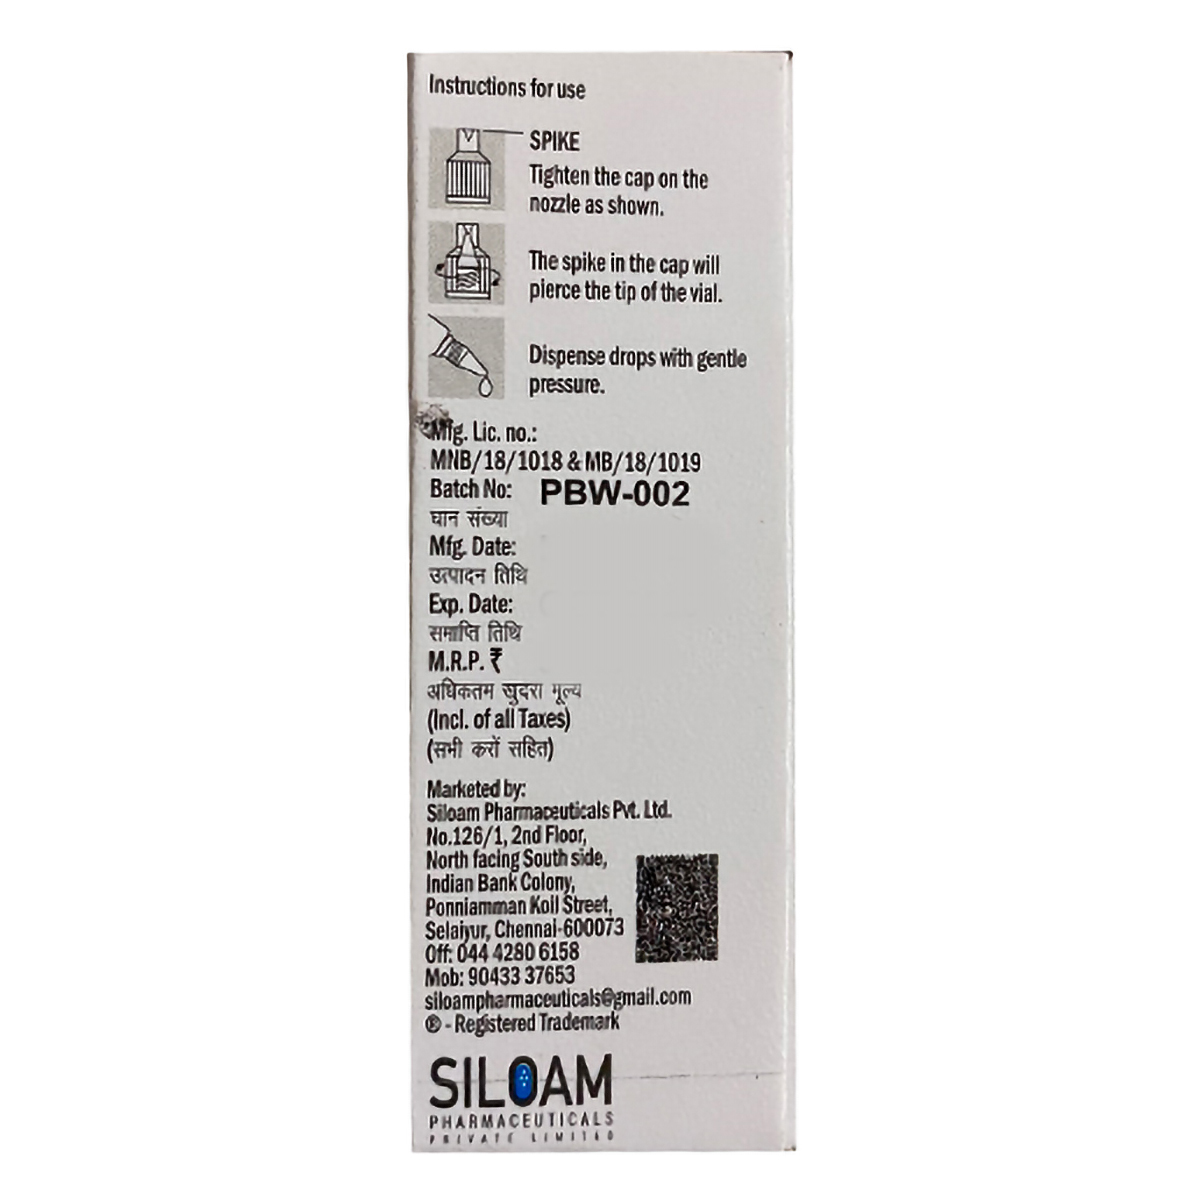 Instructions for use
SPIKE
Tighten the cap on the
nozzle as shown.
The spike in the cap will
pierce the tip of the vial.
Dispense drops with gentle
pressure.
Mfg. Lic. no.:
MNB/18/1018 & MB/18/1019
Batch No: PBW-002
घान संख्या
Mfg. Date:
उत्पादन तिथि
Exp. Date:
समाप्ति तिथि
M.R.P. ₹
अधिकतम खुदरा मूल्य
(Incl. of all Taxes)
(सभी करों सहित)
Marketed by:
Siloam Pharmaceuticals Pvt. Ltd.
No.126/1, 2nd Floor,
North facing South side,
Indian Bank Colony,
Ponniamman Koil Street,
Selaiyur, Chennai-600073
Off: 044 4280 6158
Mob: 90433 37653
siloampharmaceuticals@gmail.com
® - Registered Trademark
SILOAM
PHARMACEUTICALS
PRIVATE LIMITED